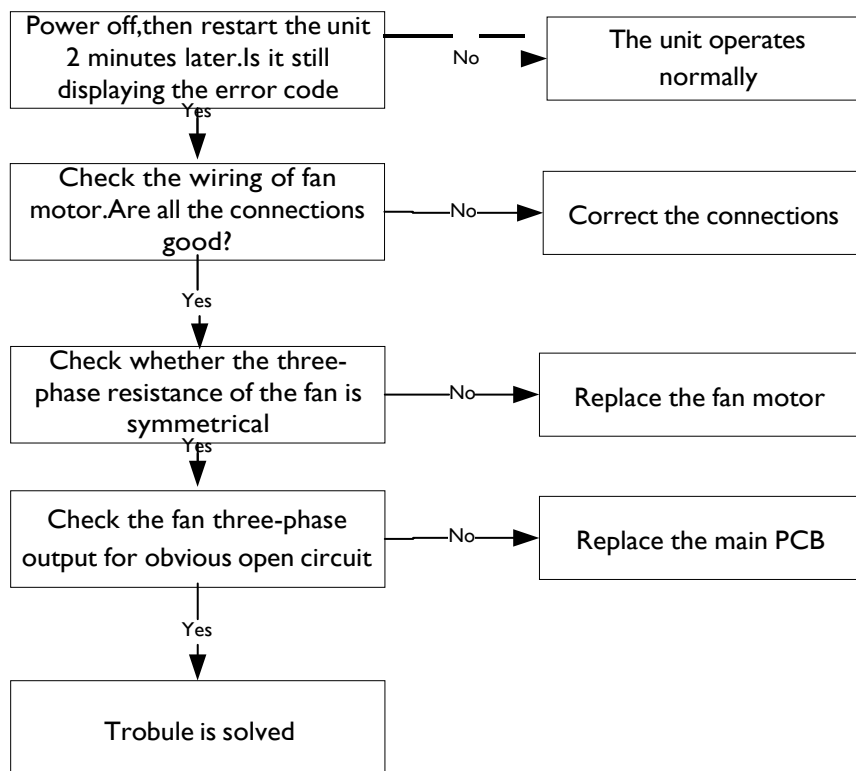 Power off,then restart the unit
2 minutes later.Is it still
displaying the error code
No
The unit operates
normally
Yes
Check the wiring of fan
motor.Are all the connections
good?
No
Correct the connections
Yes
Check whether the three-
phase resistance of the fan is
symmetrical
No
Replace the fan motor
Yes
Check the fan three-phase
output for obvious open circuit
No
Replace the main PCB
Yes
Trobule is solved